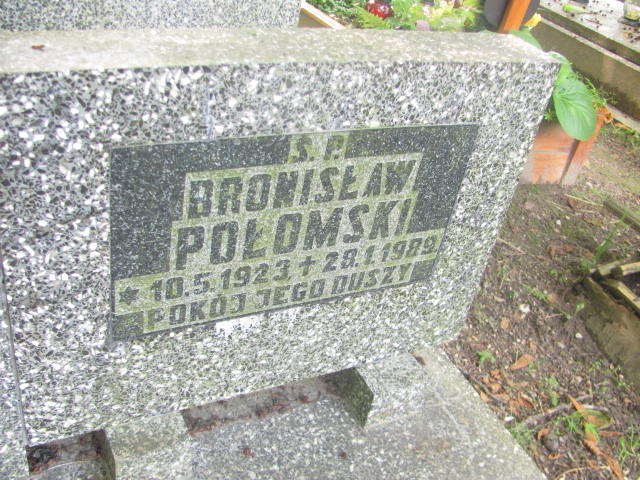 Ś.P.
BRONISŁAW
POŁOMSKI
* 10.5.1923 + 28.1.1989
POKÓJ JEGO DUSZY